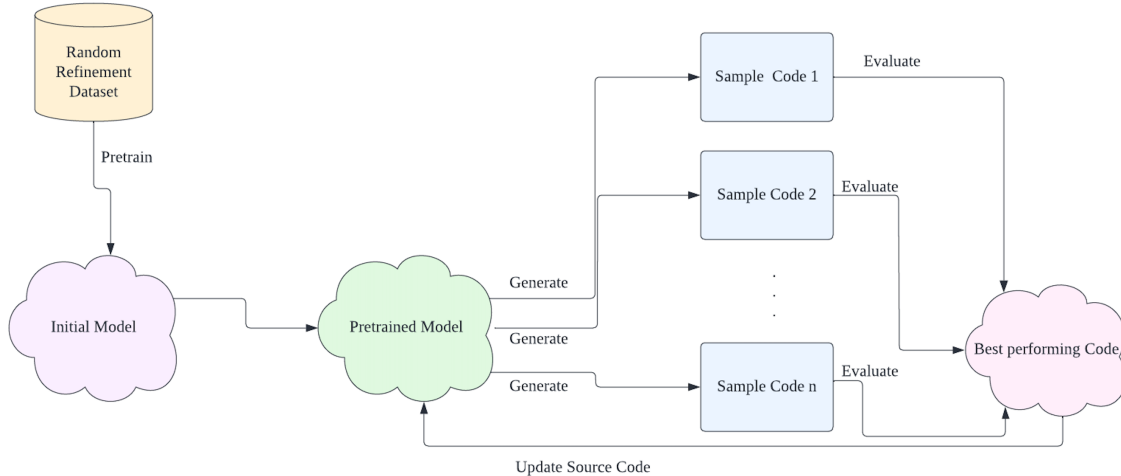 Random
Refinement
Dataset
Pretrain
Initial Model
Pretrained Model
Generate
Generate
Generate
Sample Code 1
Sample Code 2
.
.
.
Sample Code n
Evaluate
Evaluate
Evaluate
Best performing Code
Update Source Code